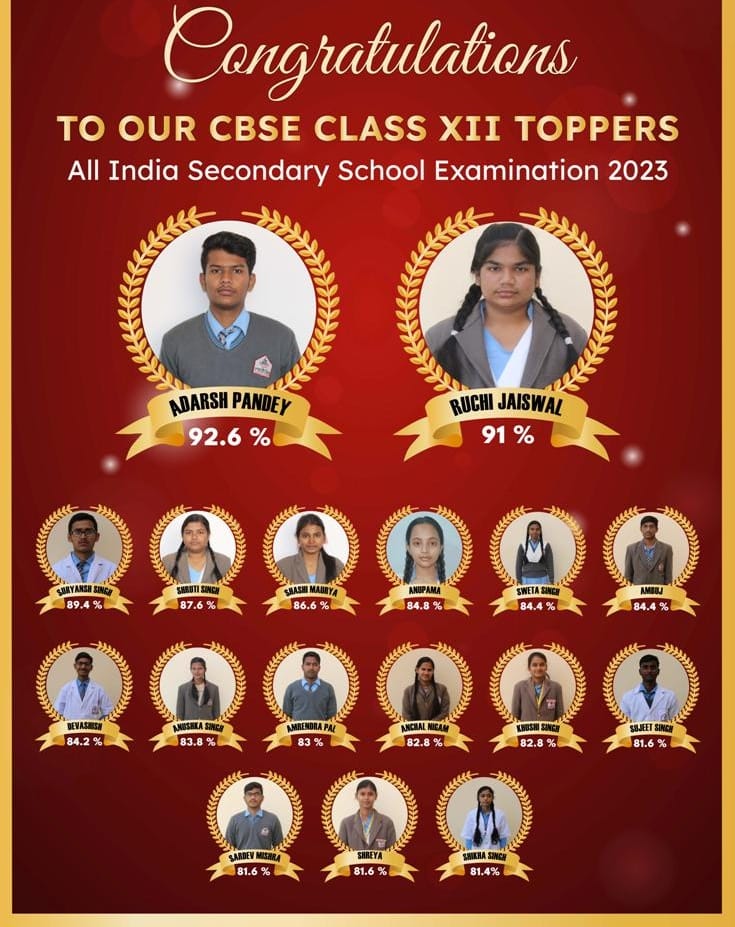 Congratulations
TO OUR CBSE CLASS XII TOPPERS
All India Secondary School Examination 2023
ADARSH PANDEY
92.6 %
RUCHI JAISWAL
91 %
SURYANSH SINGH
89.4 %
SHRUTI SINGH
87.6 %
SHASHI MAURYA
86.6 %
ANUPAMA
84.8 %
SWETA SINGH
84.4 %
AMBUJ
84.4 %
DEVASHISH
84.2 %
ANUSHKA SINGH
83.8 %
AMRENDRA PAL
83 %
ANCHAL NIGAM
82.8 %
KHUSHI SINGH
82.8 %
SUJEET SINGH
81.6 %
SARDEV MISHRA
81.6 %
SHREYA
81.6 %
SHIKHA SINGH
81.4%